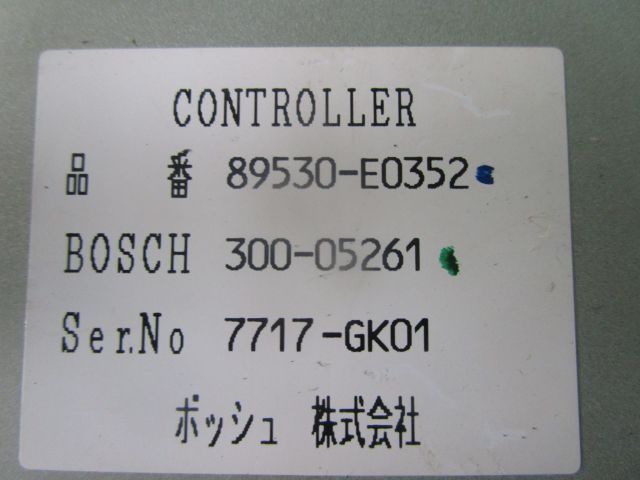 CONTROLLER
品 番 89530-E0352
BOSCH 300-05261
Ser.No 7717-GK01
ボッシュ 株式会社